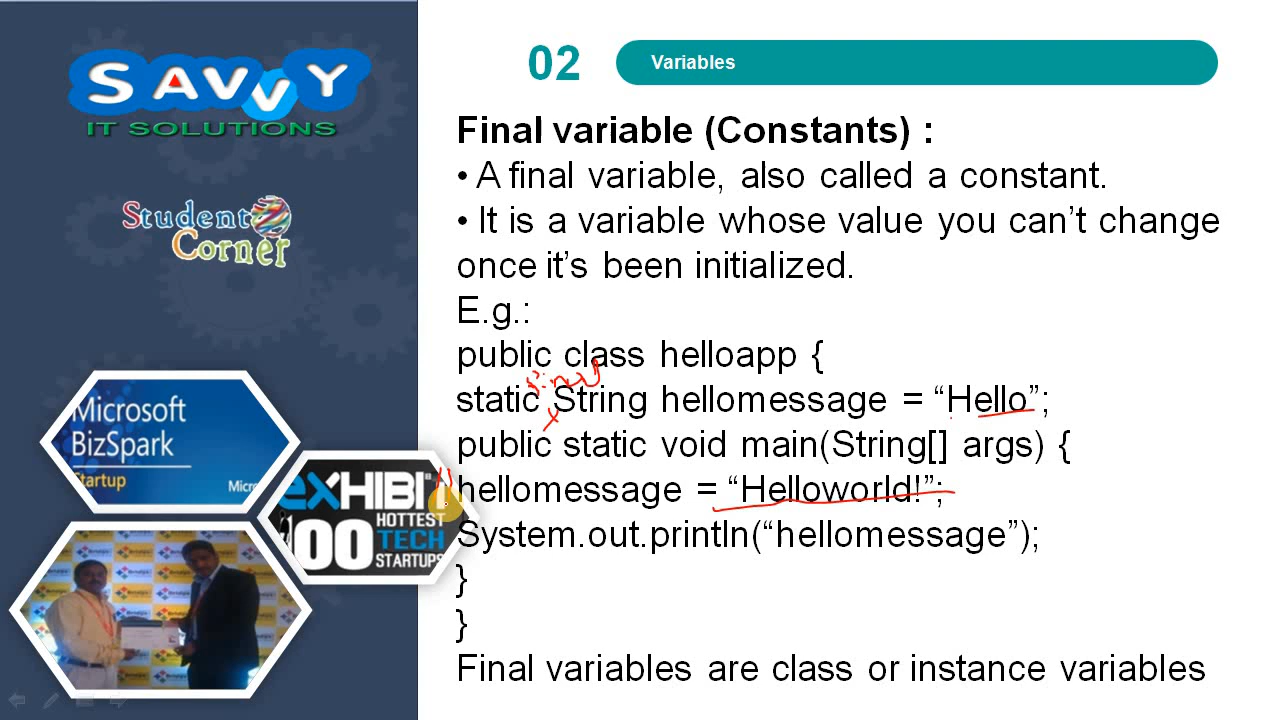 SAVVY
IT SOLUTIONS
Student
Corner
Microsoft
BizSpark
Startup
Micro
eXHIBIT
100
HOTTEST
TECH
STARTUPS
02
Variables
Final variable (Constants) :
• A final variable, also called a constant.
• It is a variable whose value you can’t change
once it’s been initialized.
E.g.:
public class helloapp {
final
static String hellomessage = “Hello”;
public static void main(String[] args) {
hellomessage = “Helloworld!”;
System.out.println(“hellomessage”);
}
}
Final variables are class or instance variables